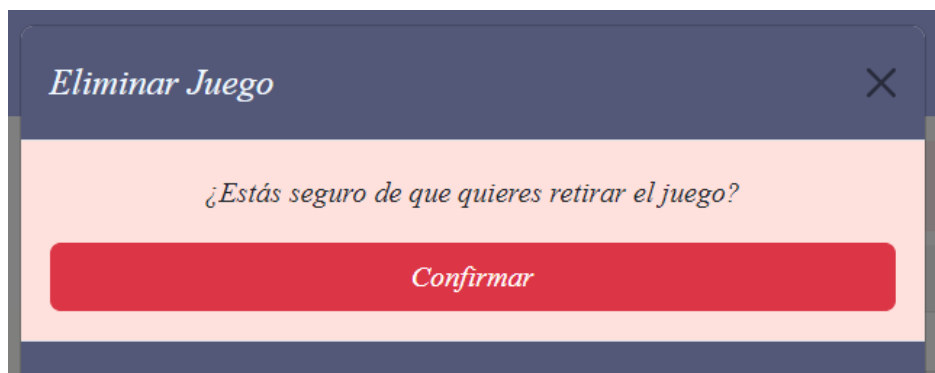 Eliminar Juego
¿Estás seguro de que quieres retirar el juego?
Confirmar